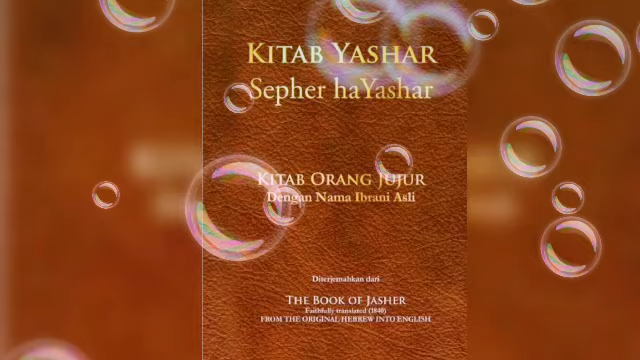 KITAB YASHAR
Sepher haYashar
KITAB ORANG JUJUR
Dengan Nama Ibrani Asli
Diterjemahkan dari
THE BOOK OF JASHER
Faithfully translated (1840)
FROM THE ORIGINAL HEBREW INTO ENGLISH